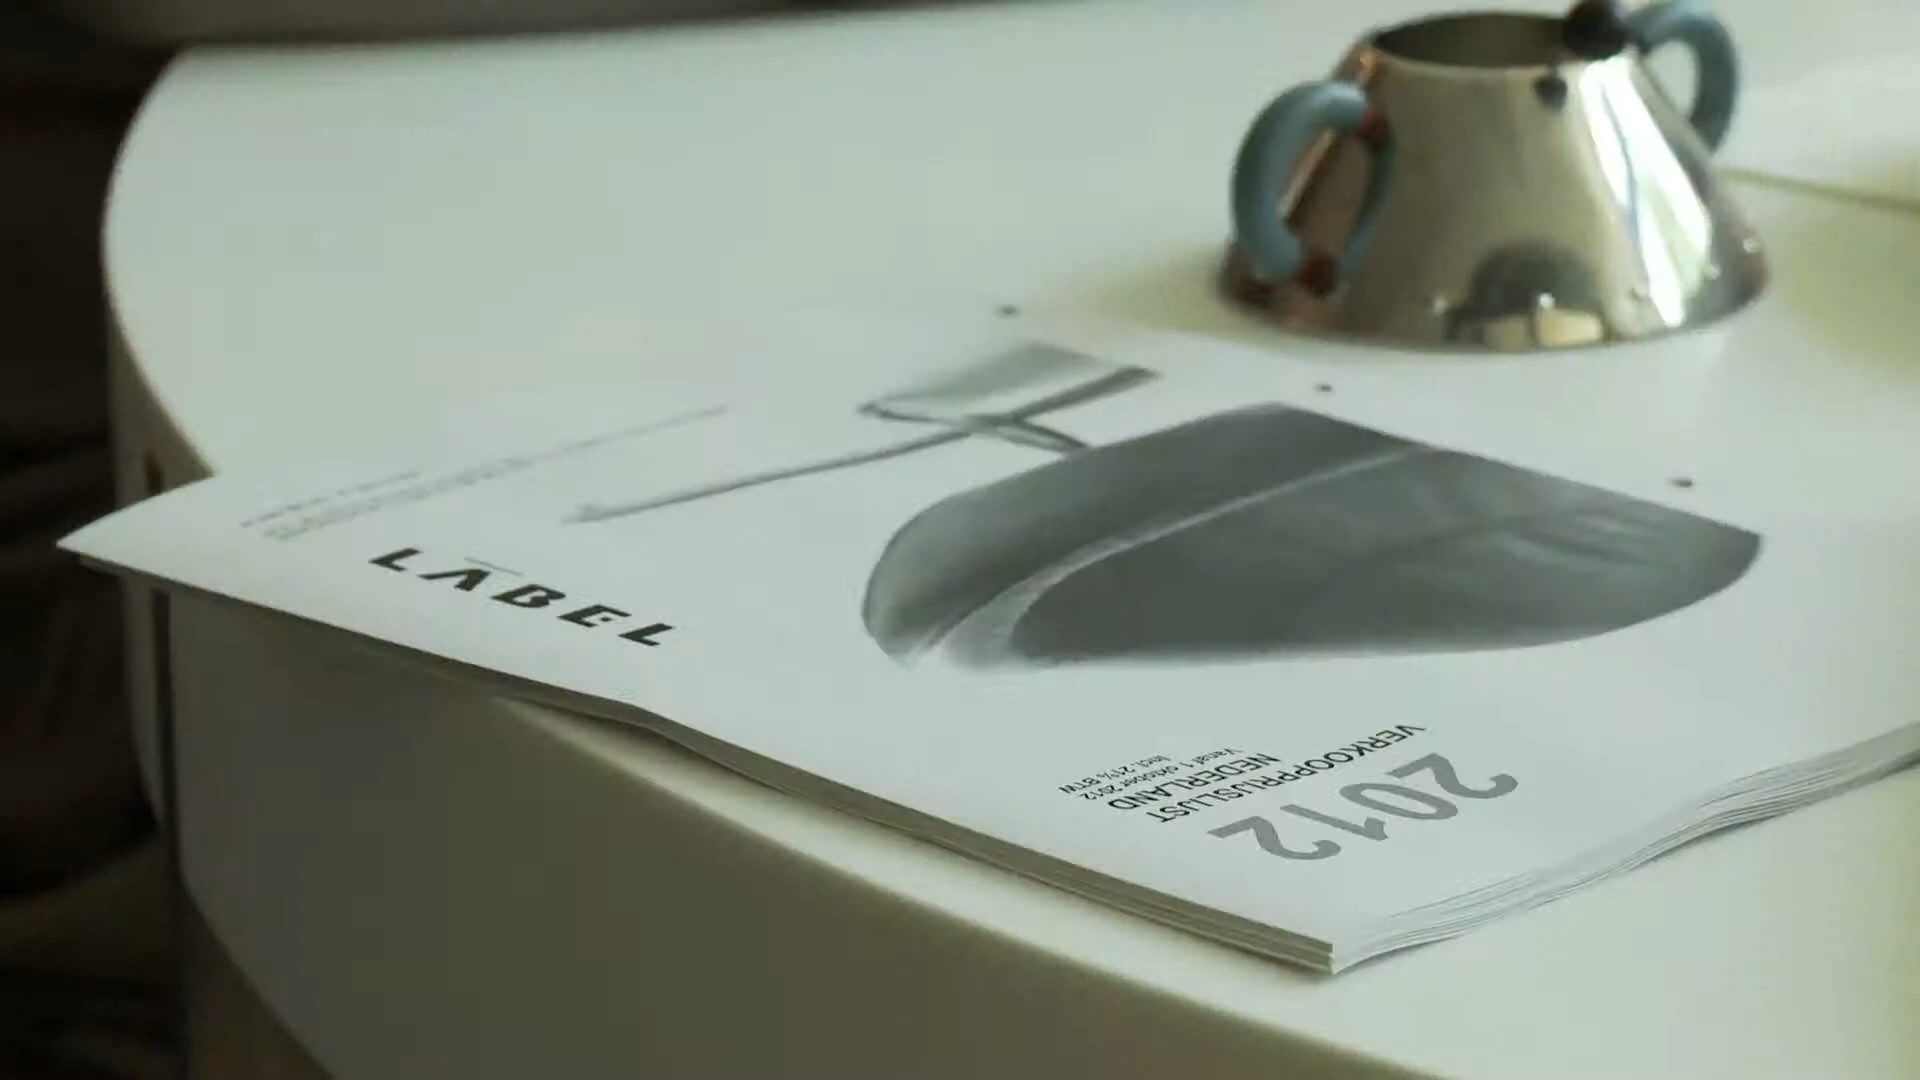 LABEL
2012
VERKOOPPRIJSLIJST
NEDERLAND
Vanaf 1 oktober 2012
Incl. 21% BTW